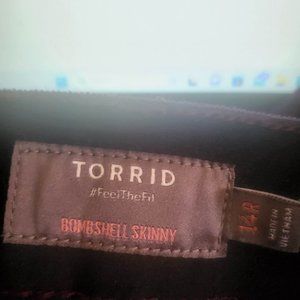 TORRID
#FeelTheFit
BOMBSHELL SKINNY
14R
MADE IN
VIETNAM